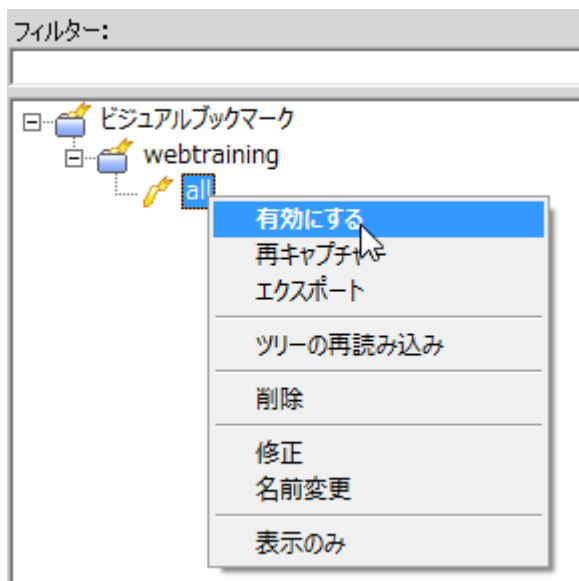 フィルター:
ビジュアルブックマーク
webtraining
all
有効にする
再キャプチャー
エクスポート
ツリーの再読み込み
削除
修正
名前変更
表示のみ